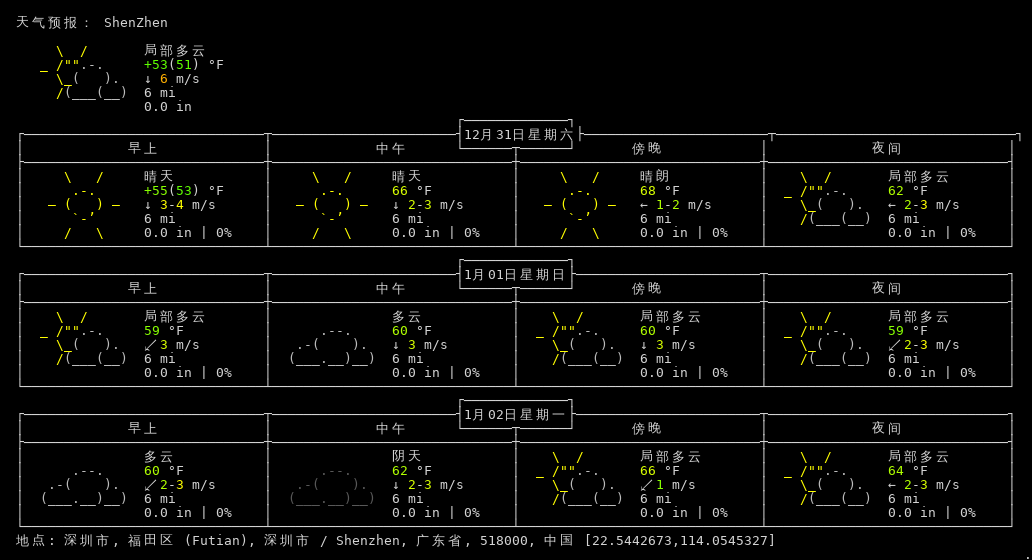 天气预报： ShenZhen
局部多云
+53(51) °F
↓ 6 m/s
6 mi
0.0 in
12月31日星期六
早上 中午 傍晚 夜间
晴天 晴天 晴朗 局部多云
+55(53) °F 66 °F 68 °F 62 °F
↓ 3-4 m/s ↓ 2-3 m/s ← 1-2 m/s ← 2-3 m/s
6 mi 6 mi 6 mi 6 mi
0.0 in | 0% 0.0 in | 0% 0.0 in | 0% 0.0 in | 0%
1月01日星期日
早上 中午 傍晚 夜间
局部多云 多云 局部多云 局部多云
59 °F 60 °F 60 °F 59 °F
↙ 3 m/s ↓ 3 m/s ↓ 3 m/s ↙ 2-3 m/s
6 mi 6 mi 6 mi 6 mi
0.0 in | 0% 0.0 in | 0% 0.0 in | 0% 0.0 in | 0%
1月02日星期一
早上 中午 傍晚 夜间
多云 阴天 局部多云 局部多云
60 °F 62 °F 66 °F 64 °F
↙ 2-3 m/s ↓ 2-3 m/s ↙ 1 m/s ← 2-3 m/s
6 mi 6 mi 6 mi 6 mi
0.0 in | 0% 0.0 in | 0% 0.0 in | 0% 0.0 in | 0%
地点: 深圳市, 福田区 (Futian), 深圳市 / Shenzhen, 广东省, 518000, 中国 [22.5442673,114.0545327]